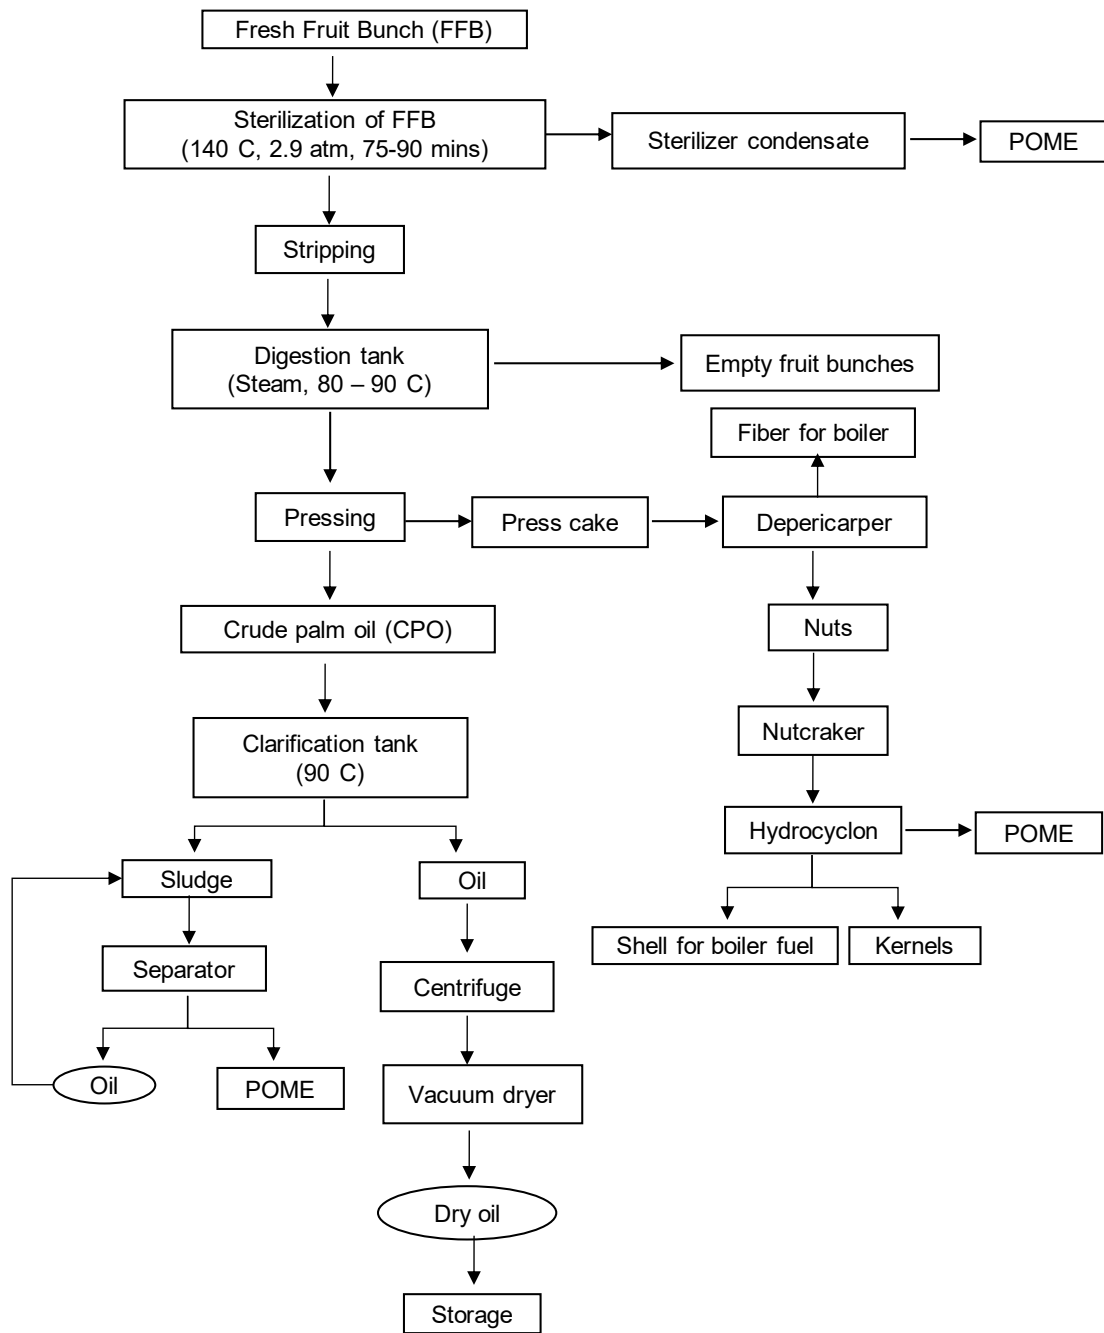 Fresh Fruit Bunch (FFB)
Sterilization of FFB
(140 C, 2.9 atm, 75-90 mins)
Sterilizer condensate
POME
Stripping
Digestion tank
(Steam, 80 – 90 C)
Empty fruit bunches
Fiber for boiler
Pressing
Press cake
Depericarper
Crude palm oil (CPO)
Nuts
Clarification tank
(90 C)
Nutcraker
Hydrocyclon
POME
Sludge
Oil
Shell for boiler fuel
Kernels
Separator
Centrifuge
Oil
POME
Vacuum dryer
Dry oil
Storage